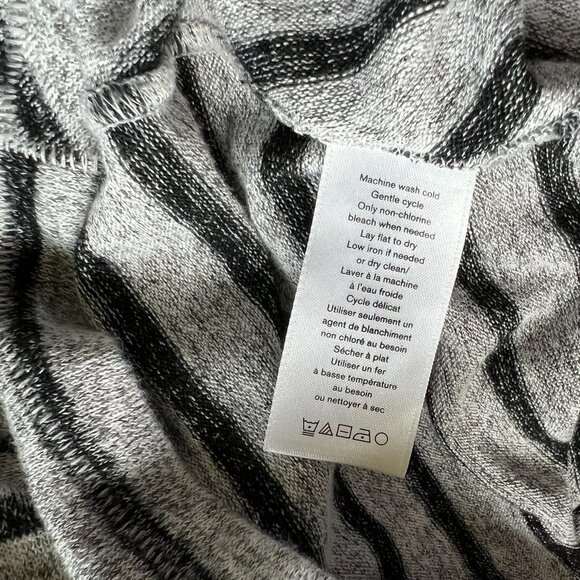 Machine wash cold
Gentle cycle
Only non-chlorine
bleach when needed
Lay flat to dry
Low iron if needed
or dry clean/
Laver à la machine
à l'eau froide
Cycle délicat
Utiliser seulement un
agent de blanchiment
non chloré au besoin
Sécher à plat
Utiliser un fer
à basse température
au besoin
ou nettoyer à sec